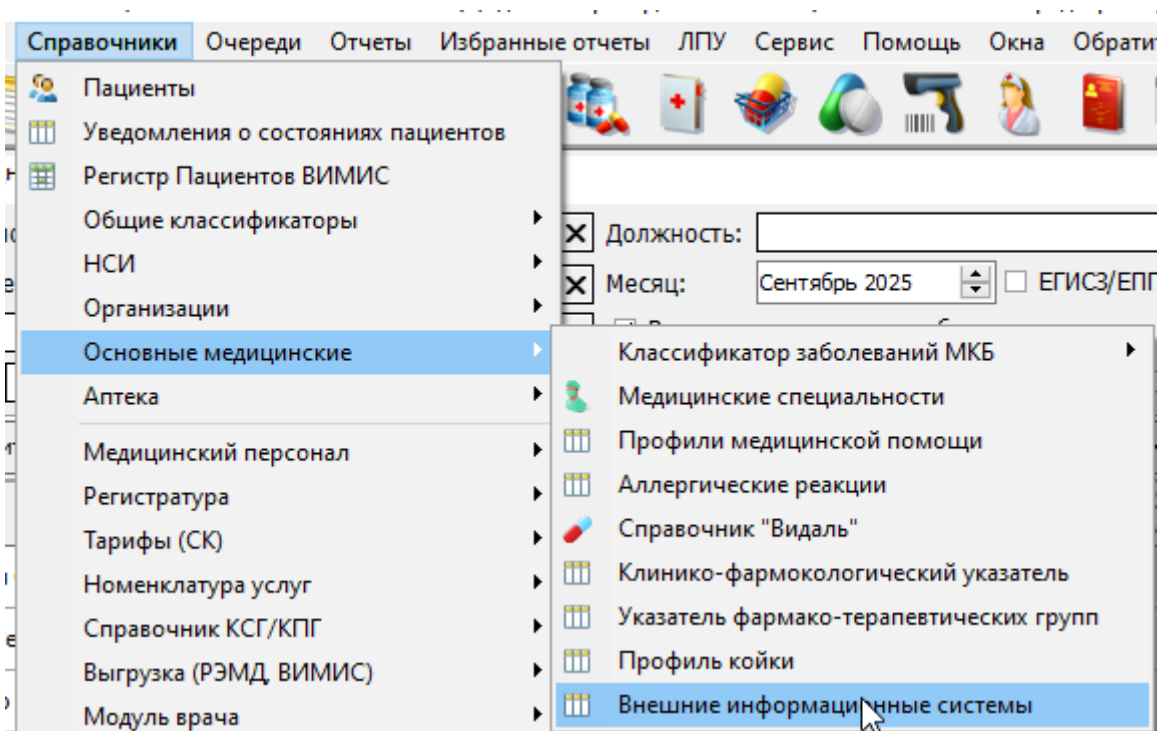 Справочники Очереди Отчеты Избранные отчеты ЛПУ Сервис Помощь Окна
Пациенты
Уведомления о состояниях пациентов
Регистр Пациентов ВИМИС
Общие классификаторы
Должность:
НСИ
Месяц: Сентябрь 2025
Организации
Основные медицинские
Классификатор заболеваний МКБ
Аптека
Медицинские специальности
Медицинский персонал
Профили медицинской помощи
Регистратура
Аллергические реакции
Тарифы (СК)
Справочник "Видаль"
Номенклатура услуг
Клинико-фармокологический указатель
Справочник КСГ/КПГ
Указатель фармако-терапевтических групп
Выгрузка (РЭМД, ВИМИС)
Профиль койки
Модуль врача
Внешние информационные системы